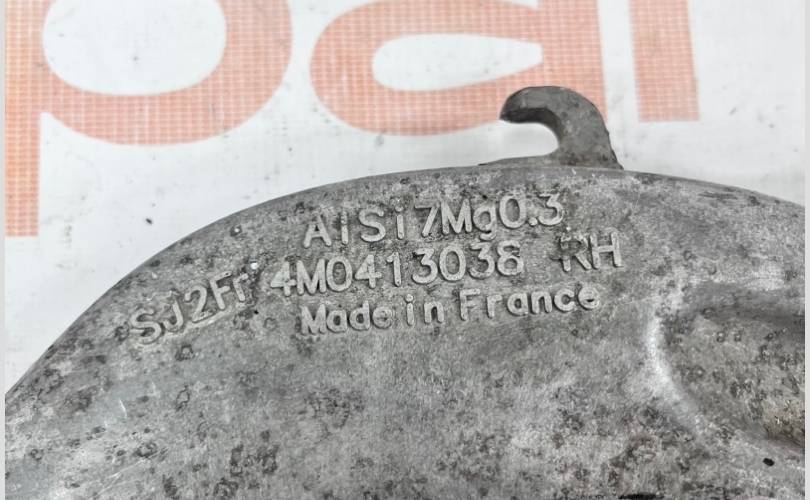 AlSi7Mg0.3
SJ2Fr 4M0413038 RH
Made in France